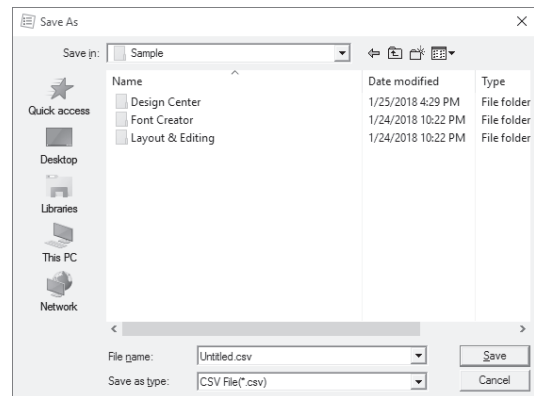 Save As
Save in: Sample
Name Date modified Type
Design Center 1/25/2018 4:29 PM File folder
Font Creator 1/24/2018 10:22 PM File folder
Layout & Editing 1/24/2018 10:22 PM File folder
Quick access
Desktop
Libraries
This PC
Network
File name: Untitled.csv Save
Save as type: CSV File(*.csv) Cancel